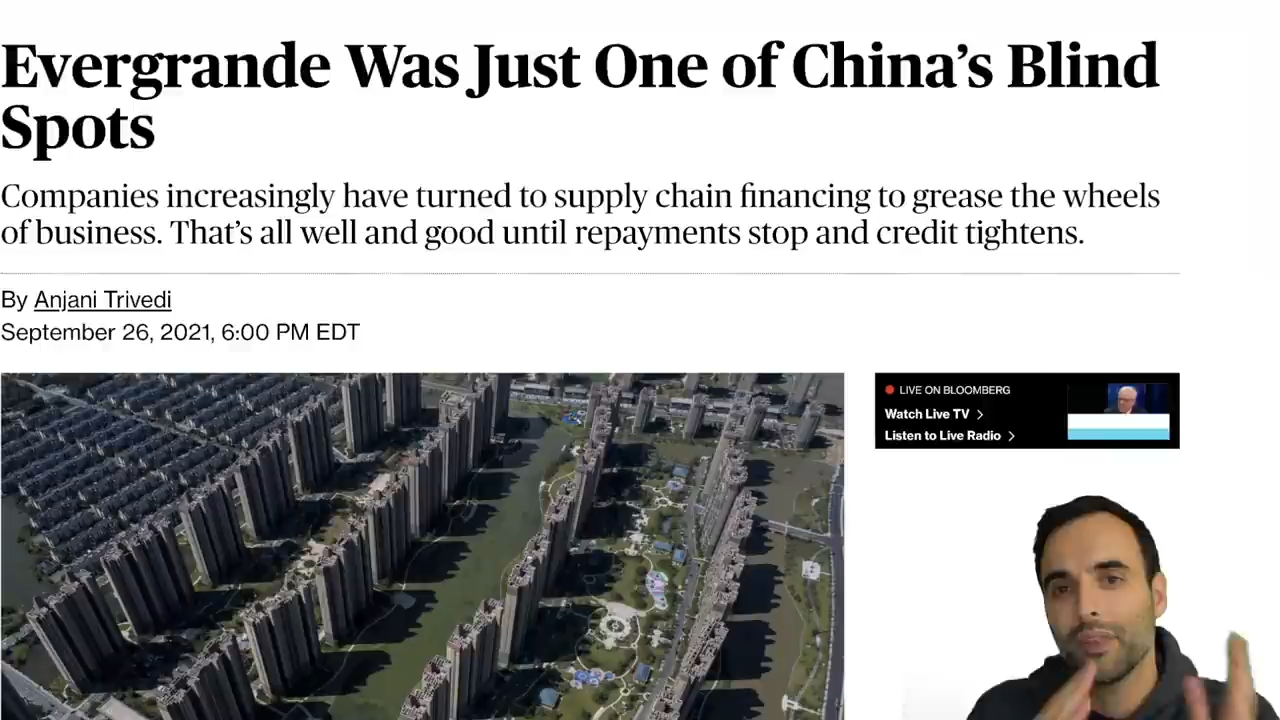 Evergrande Was Just One of China’s Blind
Spots
Companies increasingly have turned to supply chain financing to grease the wheels
of business. That’s all well and good until repayments stop and credit tightens.
By Anjani Trivedi
September 26, 2021, 6:00 PM EDT
LIVE ON BLOOMBERG
Watch Live TV >
Listen to Live Radio >